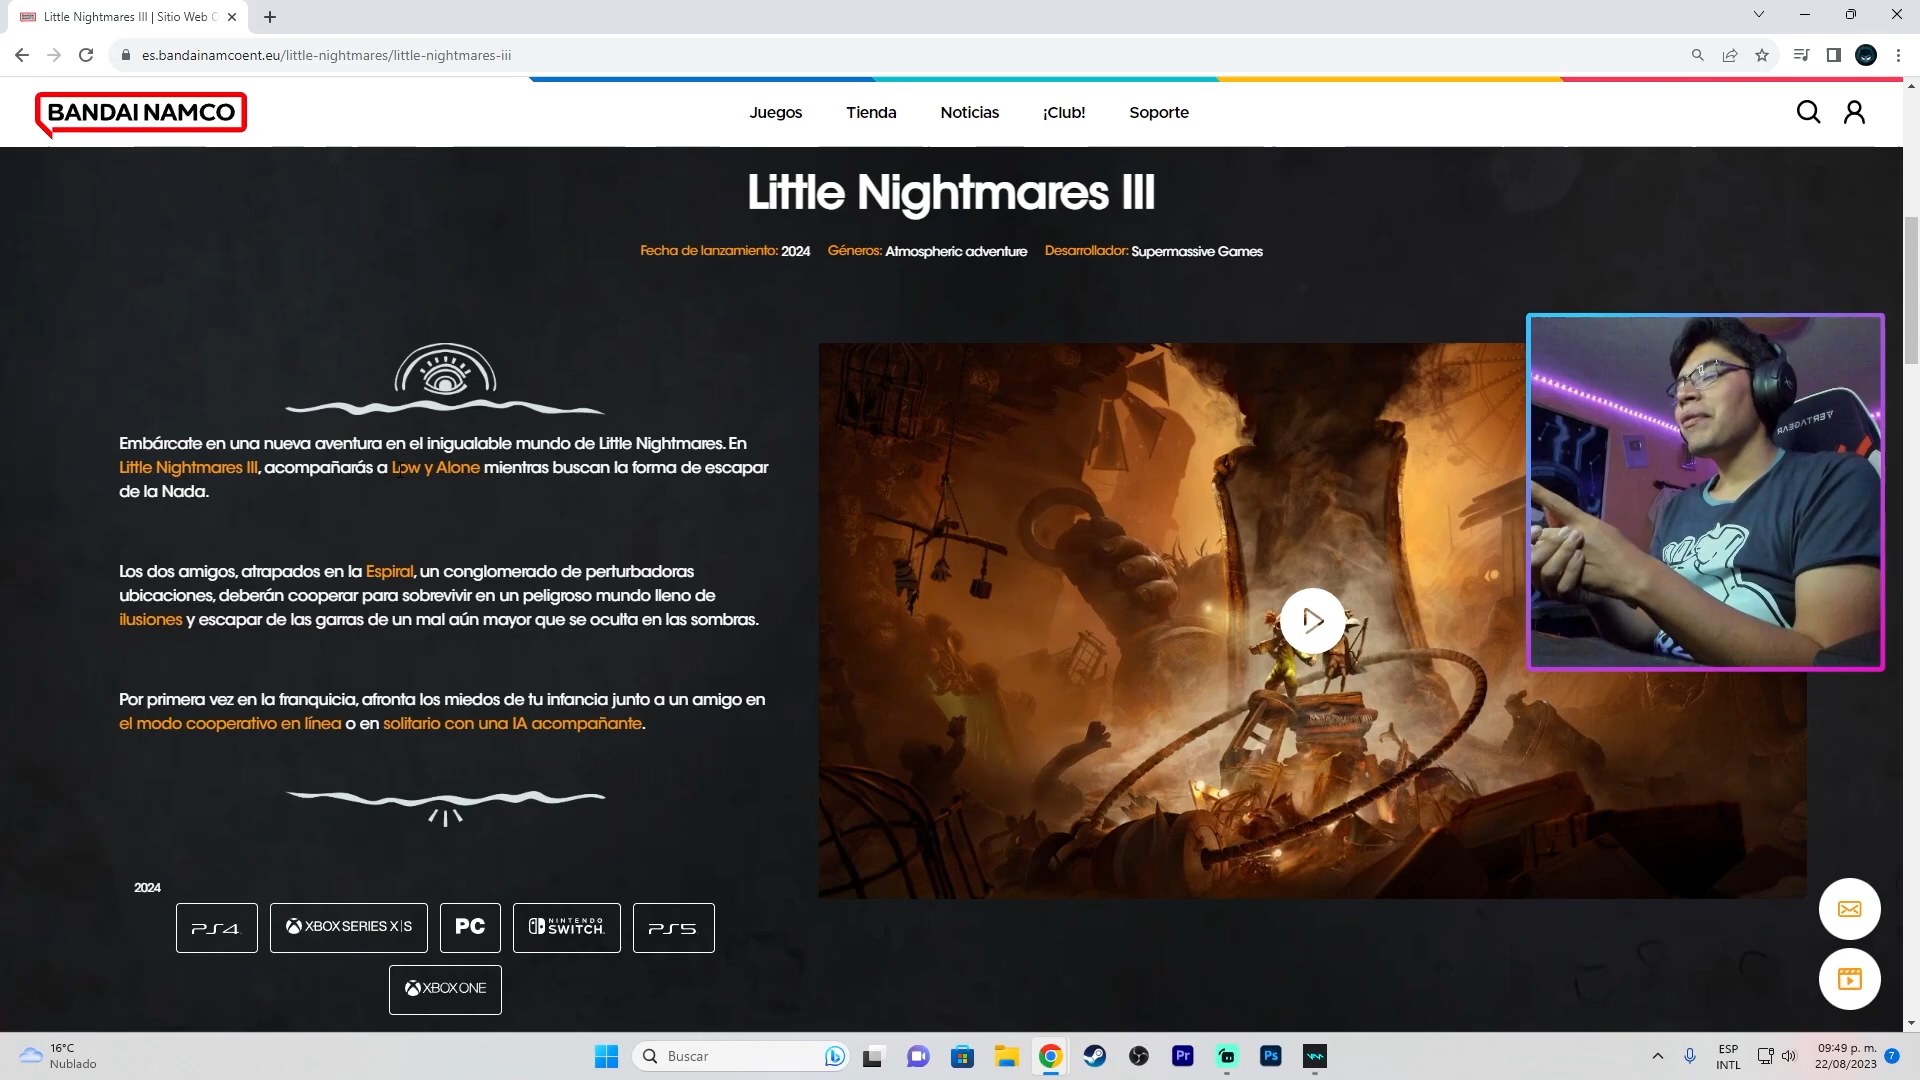 Little Nightmares III | Sitio Web O
es.bandainamcoent.eu/little-nightmares/little-nightmares-iii
BANDAI NAMCO
Juegos
Tienda
Noticias
¡Club!
Soporte
Little Nightmares III
Fecha de lanzamiento: 2024 Géneros: Atmospheric adventure Desarrollador: Supermassive Games
Embárcate en una nueva aventura en el inigualable mundo de Little Nightmares. En
Little Nightmares III, acompañarás a Low y Alone mientras buscan la forma de escapar
de la Nada.
Los dos amigos, atrapados en la Espiral, un conglomerado de perturbadoras
ubicaciones, deberán cooperar para sobrevivir en un peligroso mundo lleno de
ilusiones y escapar de las garras de un mal aún mayor que se oculta en las sombras.
Por primera vez en la franquicia, afronta los miedos de tu infancia junto a un amigo en
el modo cooperativo en línea o en solitario con una IA acompañante.
VERTAGEAR
2024
PS4
XBOX SERIES X|S
PC
NINTENDO
SWITCH
PS5
XBOX ONE
16°C
Nublado
Buscar
Pr
Ps
ESP
INTL
09:49 p. m.
22/08/2023
7